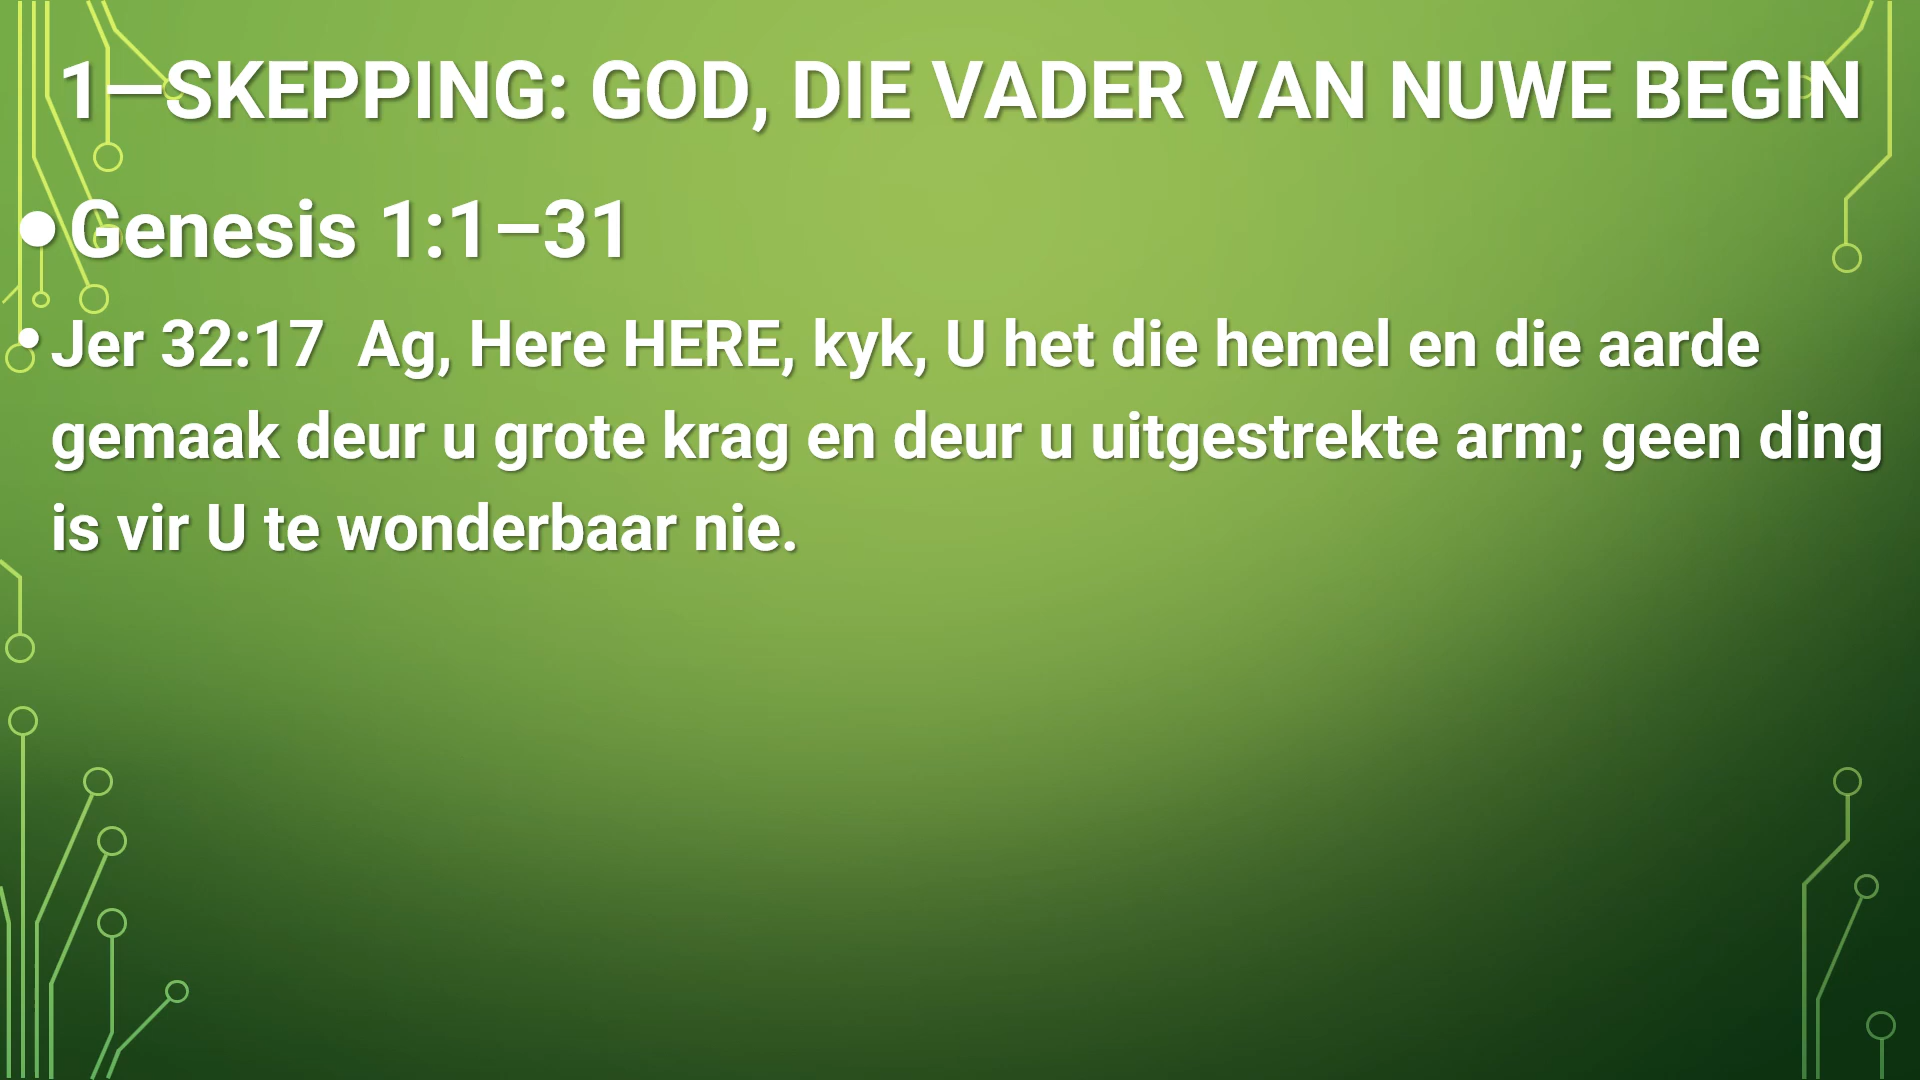 1—SKEPPING: GOD, DIE VADER VAN NUWE BEGIN
• Genesis 1:1–31
• Jer 32:17  Ag, Here HERE, kyk, U het die hemel en die aarde
gemaak deur u grote krag en deur u uitgestrekte arm; geen ding
is vir U te wonderbaar nie.